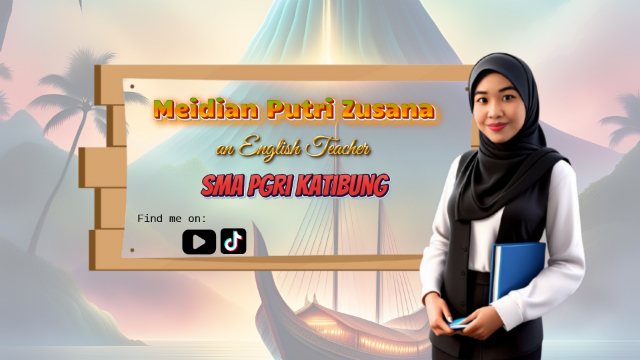 Meidian Putri Zusana
an English Teacher
SMA PGRI KATIBUNG
Find me on: